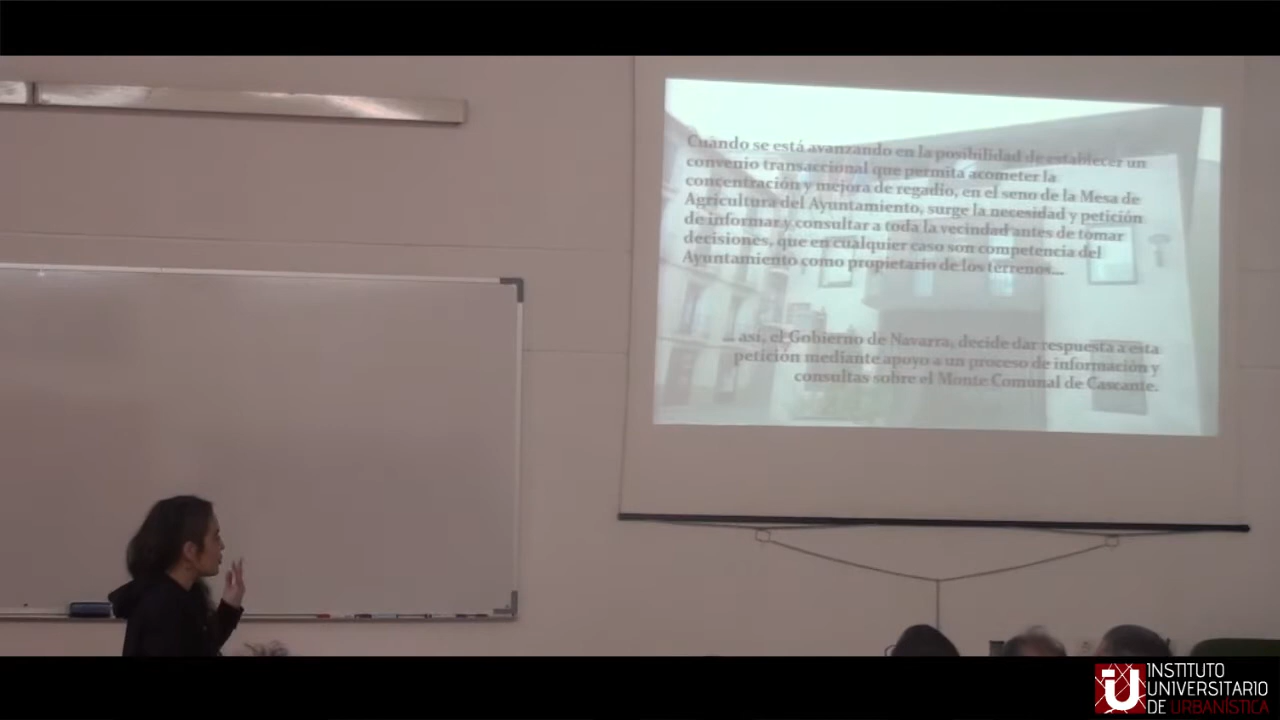 Cuándo se está avanzando en la posibilidad de establecer un
convenio transaccional que permita acometer la
concentración y mejora de regadío, en el seno de la Mesa de
Agricultura del Ayuntamiento, surge la necesidad y petición
de informar y consultar a toda la vecindad antes de tomar
decisiones, que en cualquier caso son competencia del
Ayuntamiento como propietario de los terrenos...
... así, el Gobierno de Navarra, decide dar respuesta a esta
petición mediante apoyo a un proceso de información y
consultas sobre el Monte Comunal de Cascante.
INSTITUTO
UNIVERSITARIO
DE URBANÍSTICA